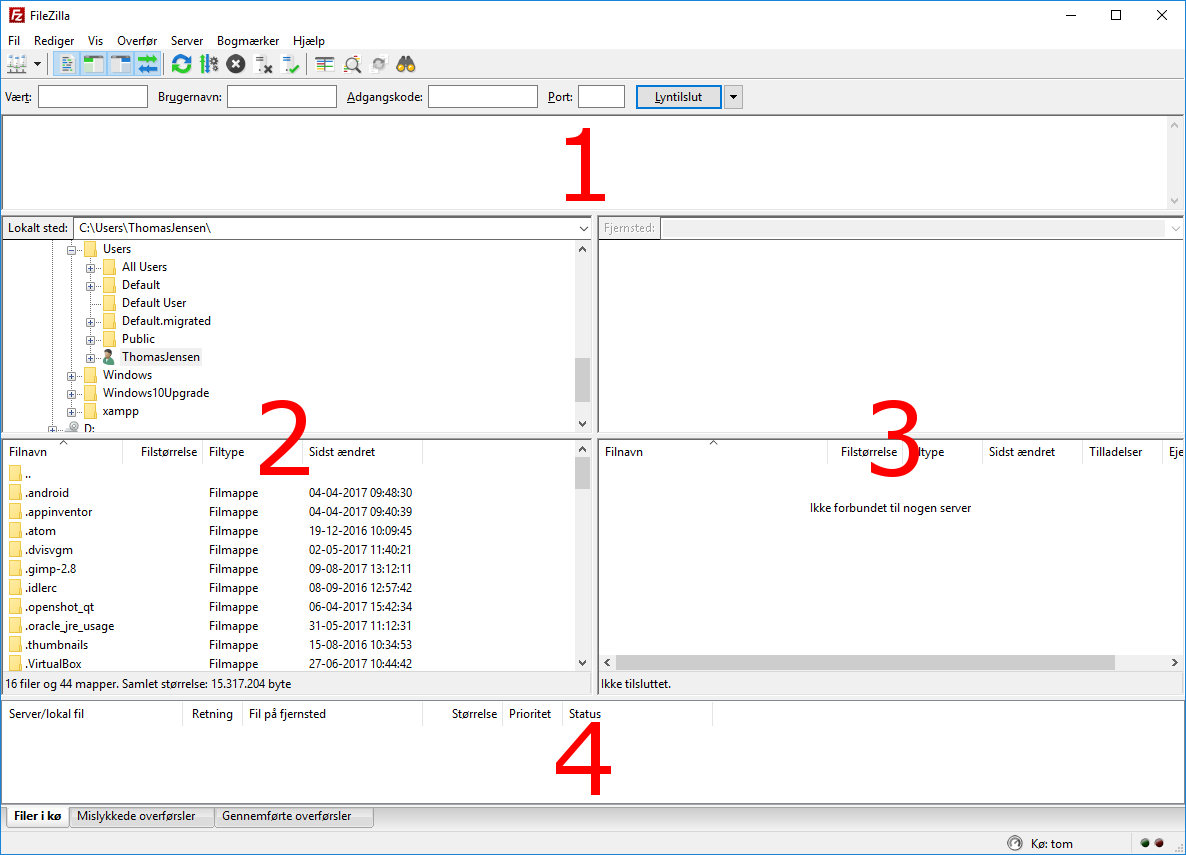 FileZilla
Fil Rediger Vis Overfør Server Bogmærker Hjælp
Vært: Brugernavn: Adgangskode: Port: Lyntilslut
1
Lokalt sted: C:\Users\ThomasJensen\
Fjernsted:
Users
All Users
Default
Default User
Default.migrated
Public
ThomasJensen
Windows
Windows10Upgrade
xampp
D:
2
3
Filnavn Filstørrelse Filtype Sidst ændret
..
.android Filmappe 04-04-2017 09:48:30
.appinventor Filmappe 04-04-2017 09:40:39
.atom Filmappe 19-12-2016 10:09:45
.dvisvgm Filmappe 02-05-2017 11:40:21
.gimp-2.8 Filmappe 09-08-2017 13:12:11
.idlerc Filmappe 08-09-2016 12:57:42
.openshot_qt Filmappe 06-04-2017 15:42:34
.oracle_jre_usage Filmappe 31-05-2017 11:12:31
.thumbnails Filmappe 15-08-2016 10:34:53
.VirtualBox Filmappe 27-06-2017 10:44:42
16 filer og 44 mapper. Samlet størrelse: 15.317.204 byte
Filnavn Filstørrelse Filtype Sidst ændret Tilladelser Eje
Ikke forbundet til nogen server
Ikke tilsluttet.
Server/lokal fil Retning Fil på fjernsted Størrelse Prioritet Status
4
Filer i kø Mislykkede overførsler Gennemførte overførsler
Kø: tom